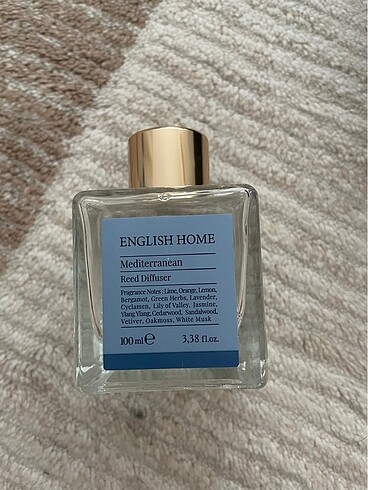 ENGLISH HOME
Mediterranean
Reed Diffuser
Fragrance Notes : Lime, Orange, Lemon,
Bergamot, Green Herbs, Lavender,
Cyclamen, Lily of Valley, Jasmine,
Ylang Ylang, Cedarwood, Sandalwood,
Vetiver, Oakmoss, White Musk
100 ml ℮ 3,38 fl.oz.